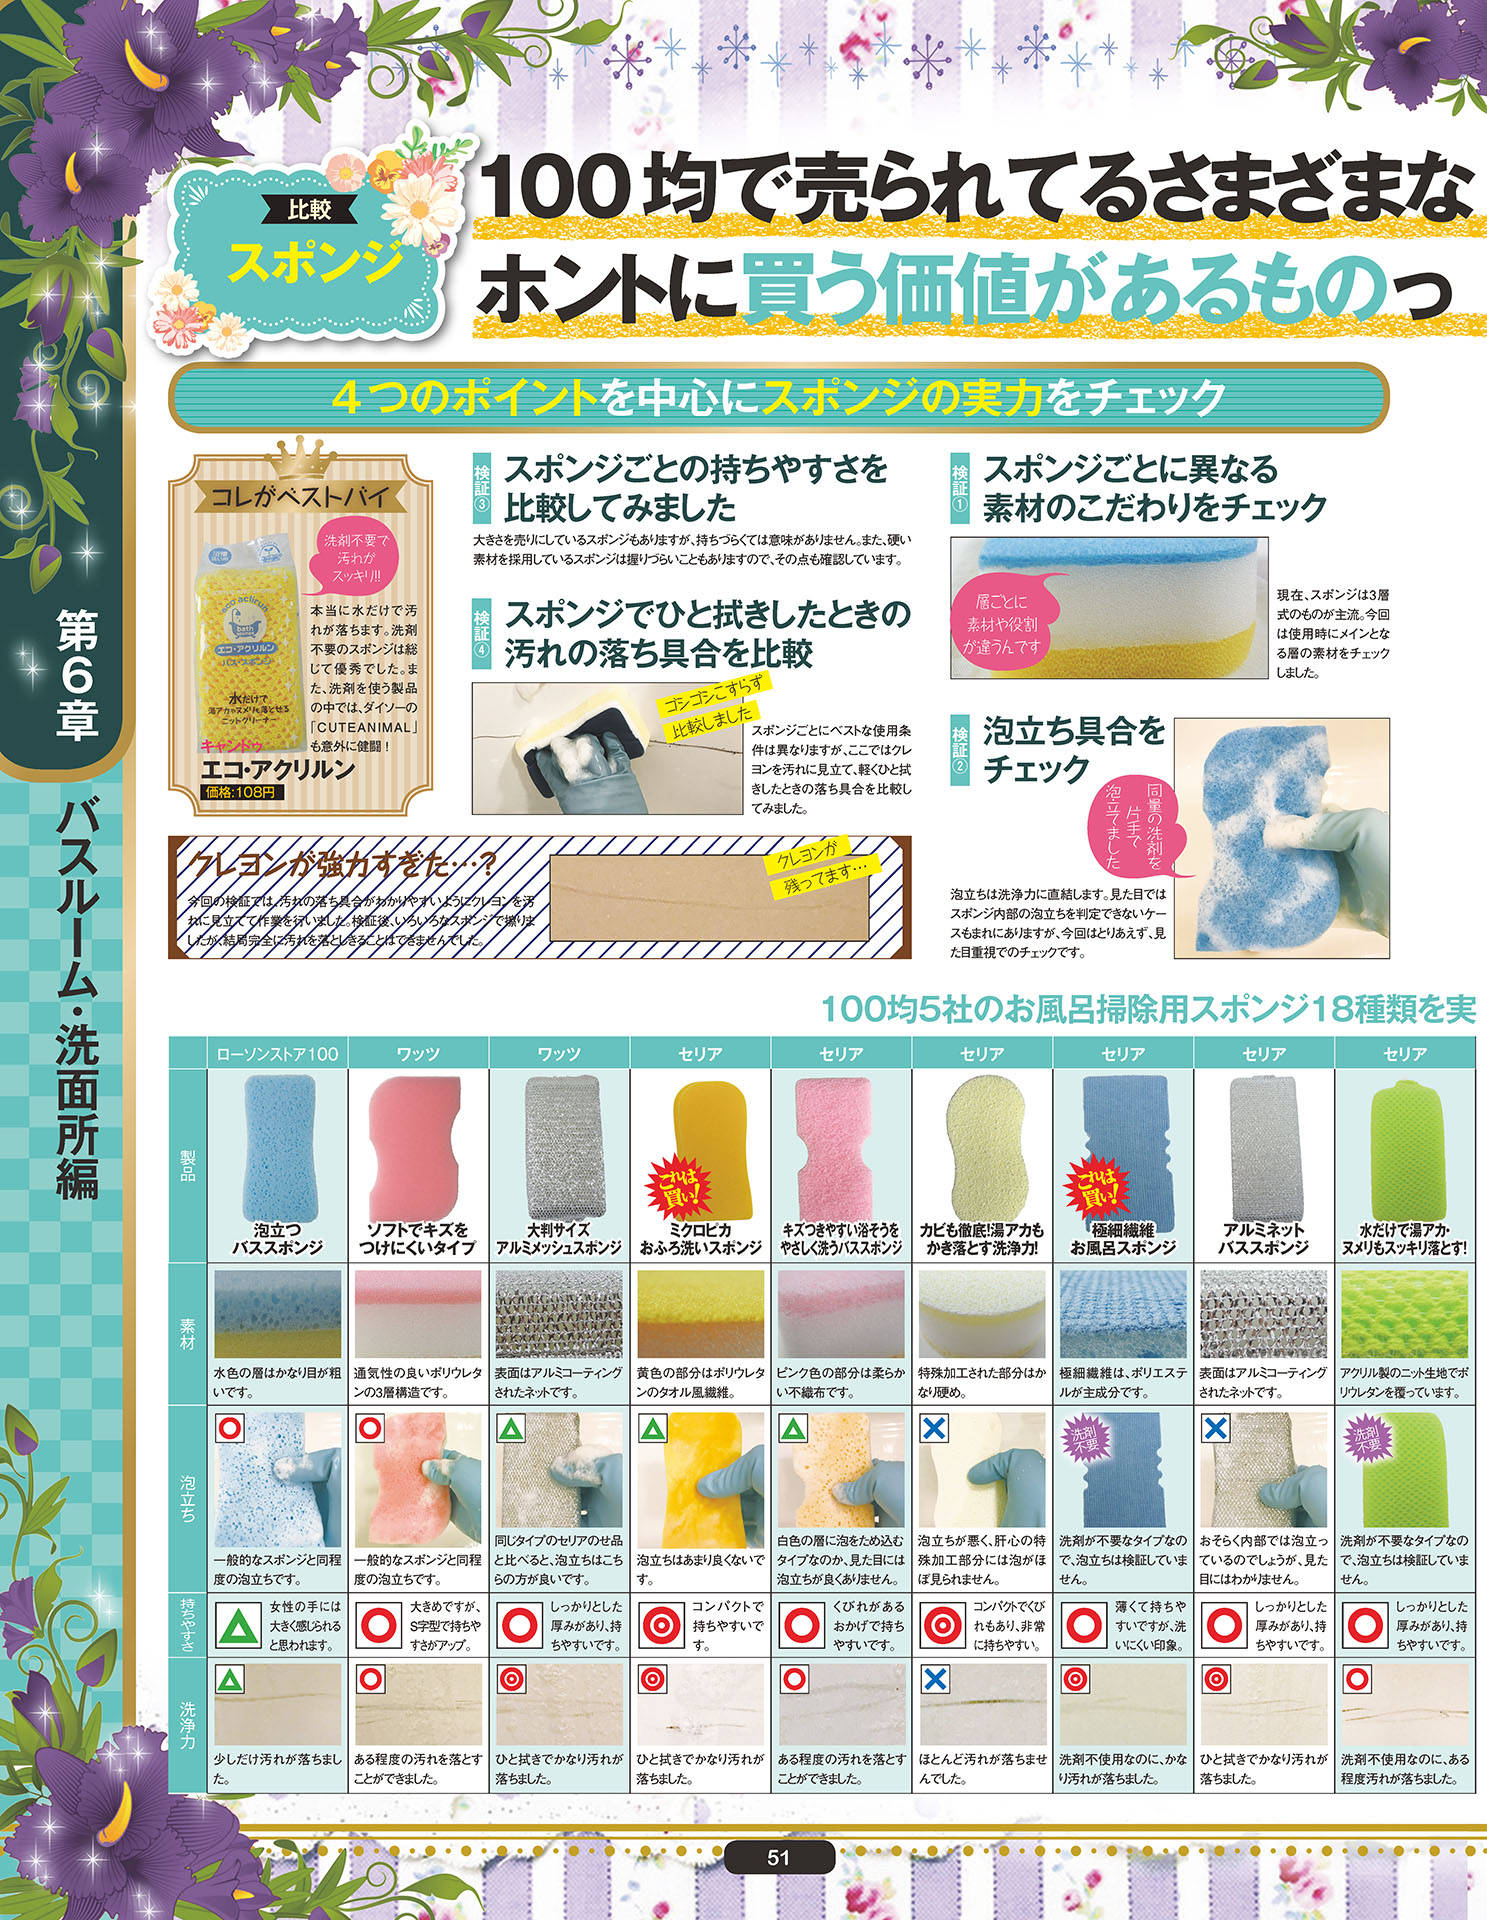 比較
スポンジ
100均で売られてるさまざまな
ホントに買う価値があるものっ
4つのポイントを中心にスポンジの実力をチェック
検証①
スポンジごとに異なる
素材のこだわりをチェック
層ごとに
素材や役割
が違うんです
現在、スポンジは3層
式のものが主流。今回
は使用時にメインとな
る層の素材をチェック
しました。
検証②
泡立ち具合を
チェック
同量の洗剤を
片手で
泡立てました
泡立ちは洗浄力に直結します。見た目では
スポンジ内部の泡立ちを判定できないケー
スもまれにありますが、今回はとりあえず、見
た目重視でのチェックです。
検証③
スポンジごとの持ちやすさを
比較してみました
大きさを売りにしているスポンジもありますが、持ちづらくては意味がありません。また、硬い
素材を採用しているスポンジは握りづらいこともありますので、その点も確認しています。
検証④
スポンジでひと拭きしたときの
汚れの落ち具合を比較
ゴシゴシこすらず
比較しました
スポンジごとにベストな使用条
件は異なりますが、ここではクレ
ヨンを汚れに見立て、軽くひと拭
きしたときの落ち具合を比較し
てみました。
コレがベストバイ
洗剤不要で
汚れが
スッキリ!!
eco acliruN
bath
エコ・アクリルン
バス・スポンジ
水だけで
湯アカやヌメリも落とせる
ニットクリーナー
本当に水だけで汚
れが落ちます。洗剤
不要のスポンジは総
じて優秀でした。ま
た、洗剤を使う製品
の中では、ダイソーの
「CUTEANIMAL」
も意外に健闘！
キャンドゥ
エコ・アクリルン
価格:108円
クレヨンが強力すぎた…？
今回の検証では、汚れの落ち具合がわかりやすいようにクレヨンを汚
れに見立てて作業を行いました。検証後、いろいろなスポンジで擦りま
したが、結局完全に汚れを落としきることはできませんでした。
クレヨンが
残ってます…
第6章
バスルーム・洗面所編
100均5社のお風呂掃除用スポンジ18種類を実
ローソンストア100 ワッツ ワッツ セリア セリア セリア セリア セリア セリア
製品
これは
買い!
これは
買い!
泡立つ
バススポンジ
ソフトでキズを
つけにくいタイプ
大判サイズ
アルミメッシュスポンジ
ミクロピカ
おふろ洗いスポンジ
キズつきやすい浴そうを
やさしく洗うバススポンジ
カビも徹底!湯アカも
かき落とす洗浄力!
極細繊維
お風呂スポンジ
アルミネット
バススポンジ
水だけで湯アカ・
ヌメリもスッキリ落とす!
素材
水色の層はかなり目が粗
いです。
通気性の良いポリウレタ
ンの3層構造です。
表面はアルミコーティング
されたネットです。
黄色の部分はポリウレタ
ンのタオル風繊維。
ピンク色の部分は柔らか
い不織布です。
特殊加工された部分はか
なり硬め。
極細繊維は、ポリエステ
ルが主成分です。
表面はアルミコーティング
されたネットです。
アクリル製のニット生地でポ
リウレタンを覆っています。
泡立ち
一般的なスポンジと同程
度の泡立ちです。
一般的なスポンジと同程
度の泡立ちです。
同じタイプのセリアのせ品
と比べると、泡立ちはこち
らの方が良いです。
泡立ちはあまり良くないで
す。
白色の層に泡をため込む
タイプなのか、見た目には
泡立ちが良くありません。
泡立ちが悪く、肝心の特
殊加工部分には泡がほ
ぼ見られません。
洗剤
不要
洗剤が不要なタイプなの
で、泡立ちは検証していま
せん。
おそらく内部では泡立っ
ているのでしょうが、見た
目にはわかりません。
洗剤
不要
洗剤が不要なタイプなの
で、泡立ちは検証していま
せん。
持ちやすさ
女性の手には
大きく感じられる
と思われます。
大きめですが、
S字型で持ちや
すさがアップ。
しっかりとした
厚みがあり、持
ちやすいです。
コンパクトで
持ちやすいで
す。
くびれがある
おかげで持ち
やすいです。
コンパクトでくび
れもあり、非常
に持ちやすい。
薄くて持ちや
すいですが、洗
いにくい印象。
しっかりとした
厚みがあり、持
ちやすいです。
しっかりとした
厚みがあり、持
ちやすいです。
洗浄力
少しだけ汚れが落ちまし
た。
ある程度の汚れを落とす
ことができました。
ひと拭きでかなり汚れが
落ちました。
ひと拭きでかなり汚れが
落ちました。
ある程度の汚れを落とす
ことができました。
ほとんど汚れが落ちませ
んでした。
洗剤不使用なのに、かな
り汚れが落ちました。
ひと拭きでかなり汚れが
落ちました。
洗剤不使用なのに、ある
程度汚れが落ちました。
51